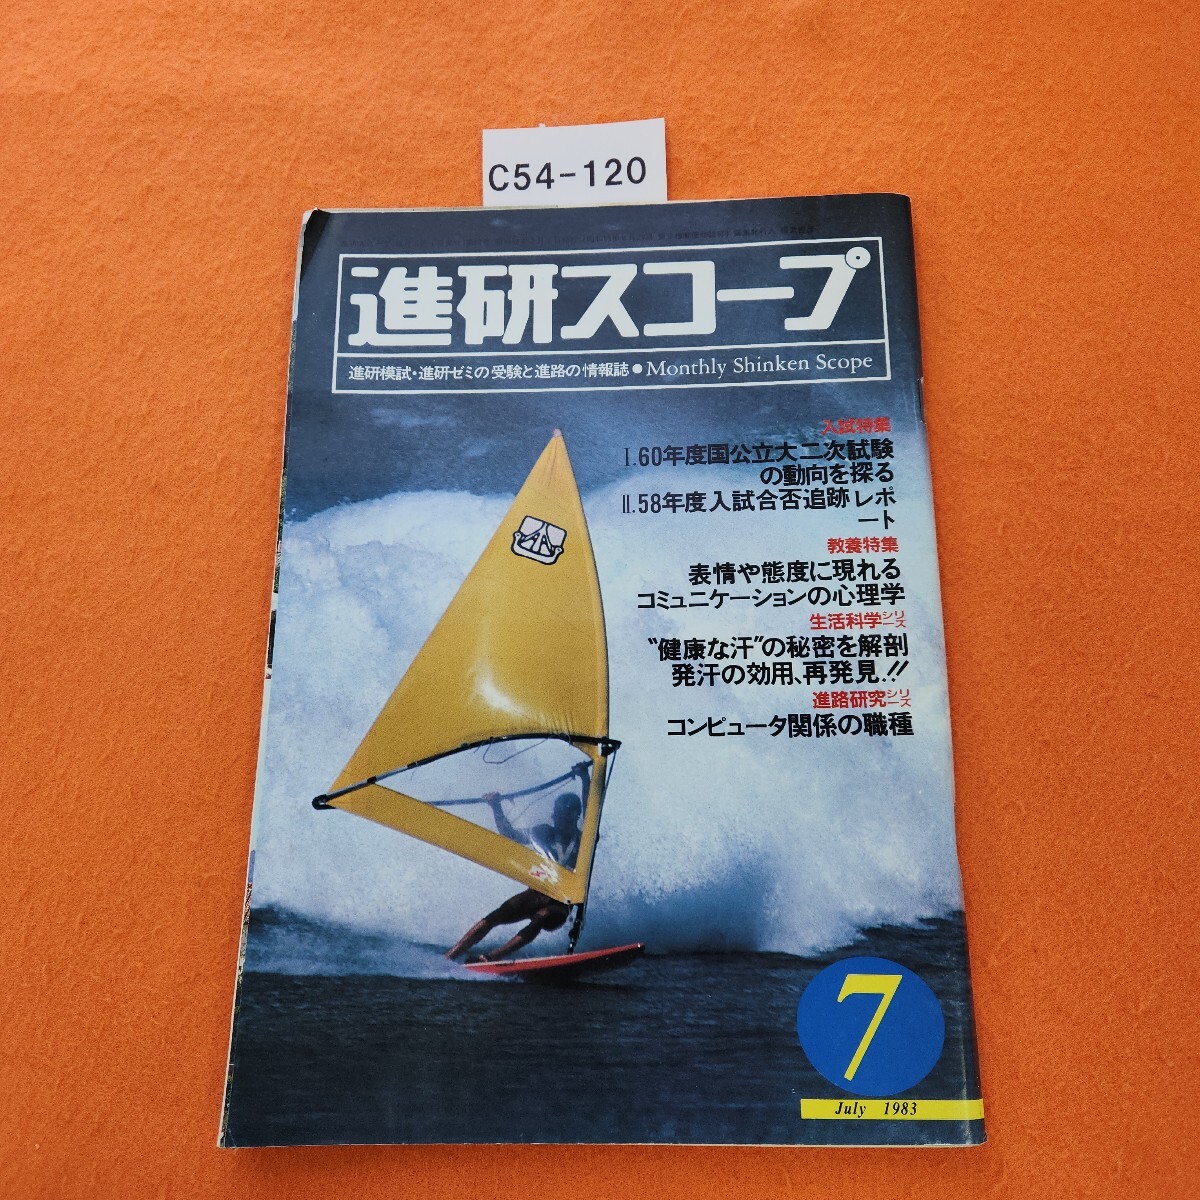 C54-120
進研スコープ
進研模試・進研ゼミの受験と進路の情報誌●Monthly Shinken Scope
入試特集
Ⅰ.60年度国公立大二次試験
の動向を探る
Ⅱ.58年度入試合否追跡レポ
ート
教養特集
表情や態度に現れる
コミュニケーションの心理学
生活科学シリーズ
“健康な汗”の秘密を解剖
発汗の効用、再発見!!
進路研究シリーズ
コンピュータ関係の職種
7
July 1983